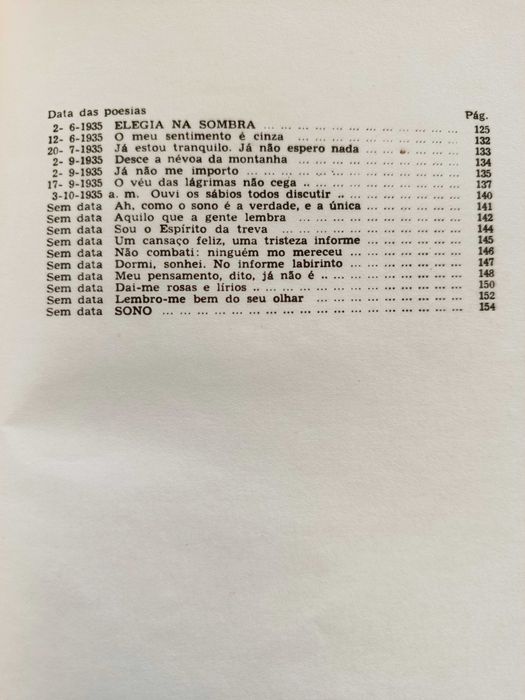 Data das poesias Pág.
2- 6-1935 ELEGIA NA SOMBRA ... ... ... ... ... ... ... ... ... ... ... ... 125
12- 6-1935 O meu sentimento é cinza ... ... ... ... ... ... ... ... ... ... 132
20- 7-1935 Já estou tranquilo. Já não espero nada ... ... ... ... ... ... 133
2- 9-1935 Desce a névoa da montanha ... ... ... ... ... ... ... ... ... ... 134
2- 9-1935 Já não me importo ... ... ... ... ... ... ... ... ... ... ... ... ... 135
17- 9-1935 O véu das lágrimas não cega .. ... ... ... ... ... ... ... ... ... 137
3-10-1935 a. m. Ouvi os sábios todos discutir .. ... ... ... ... ... ... ... 140
Sem data Ah, como o sono é a verdade, e a única ... ... ... ... ... ... 141
Sem data Aquilo que a gente lembra ... ... ... ... ... ... ... ... ... ... 142
Sem data Sou o Espírito da treva ... ... ... ... ... ... ... ... ... ... ... 144
Sem data Um cansaço feliz, uma tristeza informe ... ... ... ... ... ... 145
Sem data Não combati: ninguém mo mereceu ... ... ... ... ... ... ... 146
Sem data Dormi, sonhei. No informe labirinto ... ... ... ... ... ... ... 147
Sem data Meu pensamento, dito, já não é .. ... ... ... ... ... ... ... ... 148
Sem data Dai-me rosas e lírios .. ... ... ... ... ... ... ... ... ... ... ... 150
Sem data Lembro-me bem do seu olhar ... ... ... ... ... ... ... ... ... 152
Sem data SONO ... ... ... ... ... ... ... ... ... ... ... ... ... ... ... ... ... ... 154